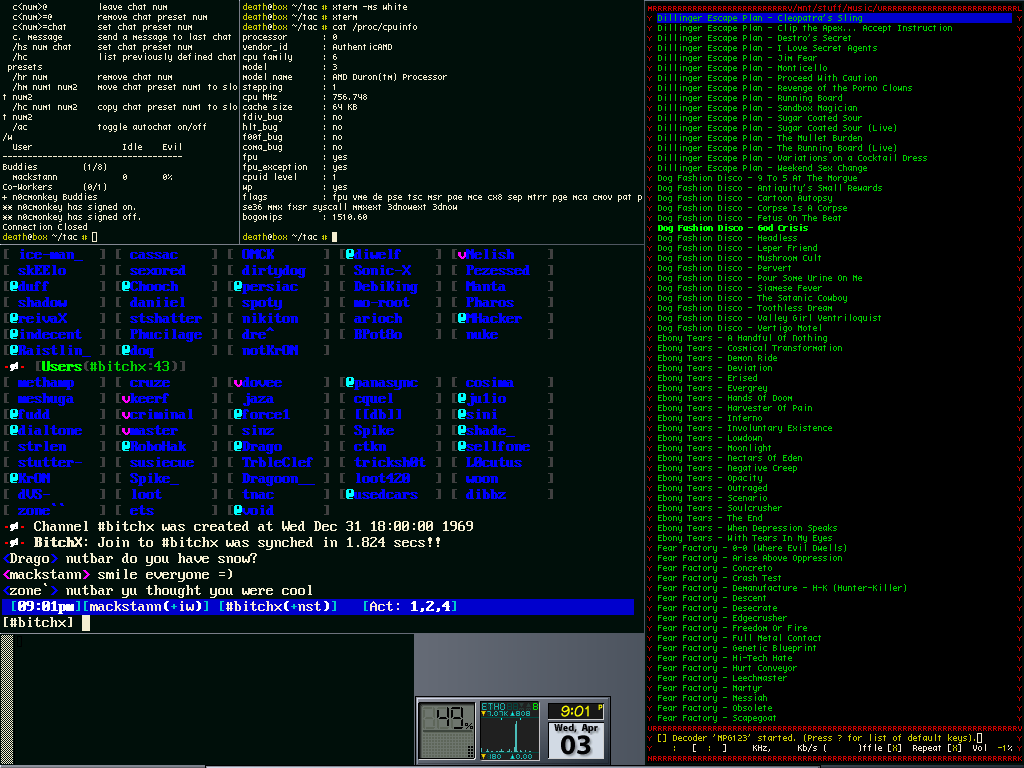 c<num>@ leave chat num
c<num>=@ remove chat preset num
c<num>=chat set chat preset num
c. message send a message to last chat
/hs num chat set chat preset num
/hc list previously defined chat
presets
/hr num remove chat num
/hm num1 num2 move chat preset num1 to slo
t num2
/hc num1 num2 copy chat preset num1 to slo
t num2
/ac toggle autochat on/off
/w
User Idle Evil
Buddies (1/8)
mackstann 0 0%
Co-Workers (0/1)
+ n0cmonkey Buddies
** n0cmonkey has signed on.
** n0cmonkey has signed off.
Connection Closed
death@box ~/tac #
death@box ~/tac # xterm -ms white
death@box ~/tac # xterm
death@box ~/tac # cat /proc/cpuinfo
processor : 0
vendor_id : AuthenticAMD
cpu family : 6
model : 3
model name : AMD Duron(tm) Processor
stepping : 1
cpu MHz : 756.748
cache size : 64 KB
fdiv_bug : no
hlt_bug : no
f00f_bug : no
coma_bug : no
fpu : yes
fpu_exception : yes
cpuid level : 1
wp : yes
flags : fpu vme de pse tsc msr pae mce cx8 sep mtrr pge mca cmov pat p
se36 mmx fxsr syscall mmxext 3dnowext 3dnow
bogomips : 1510.60
death@box ~/tac #
[ ice-man_ ] [ cassac ] [ UMCK ] [@diwelf ] [vMelish ]
[ skEElo ] [ sexored ] [ dirtydog ] [ Sonic-X ] [ Pezessed ]
[@duff ] [@Chooch ] [@persiac ] [ DebiKing ] [ Manta ]
[ shadow ] [ daniiel ] [ spoty ] [ mo-root ] [ Pharos ]
[@reivaX ] [ stshatter ] [ nikiton ] [ arioch ] [@MHacker ]
[@indecent ] [ Phucilage ] [ dre^ ] [ BPotBo ] [ nuke ]
[@Kaistlin_ ] [@dog ] [ notKrON ]
[Users(#bitchx:43)]
[ methamp ] [ cruze ] [vdovee ] [@panasync ] [ cosima ]
[ meshuga ] [vkeerf ] [ jaza ] [ cquel ] [@julio ]
[@fudd ] [vcriminal ] [@force1 ] [ [[db]] ] [@sini ]
[@dialtone ] [vmaster ] [ sinz ] [ Spike ] [@shade_ ]
[ strien ] [@RoboHak ] [@Drago ] [ ctkn ] [@sellfone ]
[ stutter- ] [ susiecue ] [ TrbleClef ] [ tricksh0t ] [ L0cutus ]
[@KrON ] [ Spike_ ] [ Dragoon__ ] [ loot420 ] [ woon ]
[ dVS- ] [ loot ] [ tnac ] [@usedcars ] [ dibbz ]
[ zone`` ] [ ets ] [@void ]
Channel #bitchx was created at Wed Dec 31 18:00:00 1969
BitchX: Join to #bitchx was synched in 1.824 secs!!
<Drago> nutbar do you have snow?
<mackstann> smile everyone =)
<zone`> nutbar yu thought you were cool
[09:01pm][mackstann(+iw)] [#bitchx(+nst)] [Act: 1,2,4]
[#bitchx]
49%
ETH0 B
7.07K 808
180 0.00
9:01 P
Wed, Apr
03
/mnt/stuff/music/
Dillinger Escape Plan - Cleopatra's Sling
Dillinger Escape Plan - Clip the Apex... Accept Instruction
Dillinger Escape Plan - Destro's Secret
Dillinger Escape Plan - I Love Secret Agents
Dillinger Escape Plan - Jim Fear
Dillinger Escape Plan - Monticello
Dillinger Escape Plan - Proceed With Caution
Dillinger Escape Plan - Revenge of the Porno Clowns
Dillinger Escape Plan - Running Board
Dillinger Escape Plan - Sandbox Magician
Dillinger Escape Plan - Sugar Coated Sour
Dillinger Escape Plan - Sugar Coated Sour (Live)
Dillinger Escape Plan - The Mullet Burden
Dillinger Escape Plan - The Running Board (Live)
Dillinger Escape Plan - Variations on a Cocktail Dress
Dillinger Escape Plan - Weekend Sex Change
Dog Fashion Disco - 9 To 5 At The Morgue
Dog Fashion Disco - Antiquity's Small Rewards
Dog Fashion Disco - Cartoon Autopsy
Dog Fashion Disco - Corpse Is A Corpse
Dog Fashion Disco - Fetus On The Beat
Dog Fashion Disco - God Crisis
Dog Fashion Disco - Headless
Dog Fashion Disco - Leper Friend
Dog Fashion Disco - Mushroom Cult
Dog Fashion Disco - Pervert
Dog Fashion Disco - Pour Some Urine On Me
Dog Fashion Disco - Siamese Fever
Dog Fashion Disco - The Satanic Cowboy
Dog Fashion Disco - Toothless Dream
Dog Fashion Disco - Valley Girl Ventriloquist
Dog Fashion Disco - Vertigo Motel
Ebony Tears - A Handful Of Nothing
Ebony Tears - Cosmical Transformation
Ebony Tears - Demon Ride
Ebony Tears - Deviation
Ebony Tears - Erised
Ebony Tears - Evergrey
Ebony Tears - Hands Of Doom
Ebony Tears - Harvester Of Pain
Ebony Tears - Inferno
Ebony Tears - Involuntary Existence
Ebony Tears - Lowdown
Ebony Tears - Moonlight
Ebony Tears - Nectars Of Eden
Ebony Tears - Negative Creep
Ebony Tears - Opacity
Ebony Tears - Outraged
Ebony Tears - Scenario
Ebony Tears - Soulcrusher
Ebony Tears - The End
Ebony Tears - When Depression Speaks
Ebony Tears - With Tears In My Eyes
Fear Factory - 0-0 (Where Evil Dwells)
Fear Factory - Arise Above Oppression
Fear Factory - Concreto
Fear Factory - Crash Test
Fear Factory - Demanufacture - H-K (Hunter-Killer)
Fear Factory - Descent
Fear Factory - Desecrate
Fear Factory - Edgecrusher
Fear Factory - Freedom Or Fire
Fear Factory - Full Metal Contact
Fear Factory - Genetic Blueprint
Fear Factory - Hi-Tech Hate
Fear Factory - Hurt Conveyor
Fear Factory - Leechmaster
Fear Factory - Martyr
Fear Factory - Messiah
Fear Factory - Obsolete
Fear Factory - Scapegoat
[] Decoder 'MPG123' started. (Press ? for list of default keys).[]
: [ : ] KHz, Kb/s ( )ffle [X] Repeat [X] Vol -1%